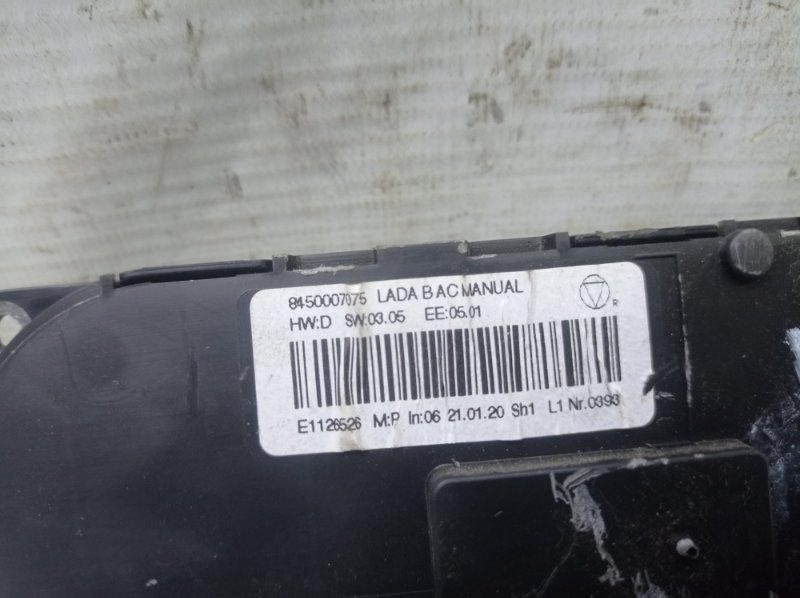 8450007075 LADA B AC MANUAL
HW:D SW:03.05 EE:05.01
R
E1126526 M:P In:06 21.01.20 Sh1 L1 Nr.0393